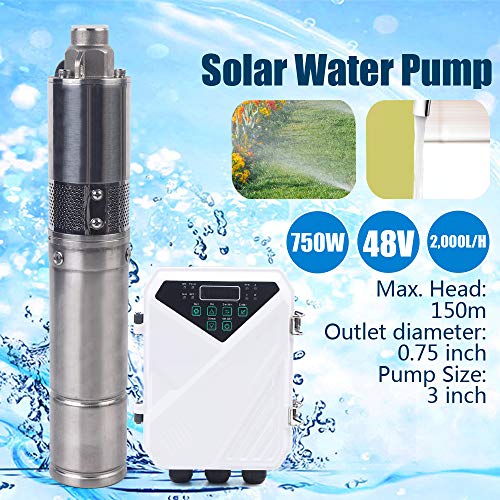 Solar Water Pump
750W
48V
2,000L/H
Max. Head:
150m
Outlet diameter:
0.75 inch
Pump Size:
3 inch